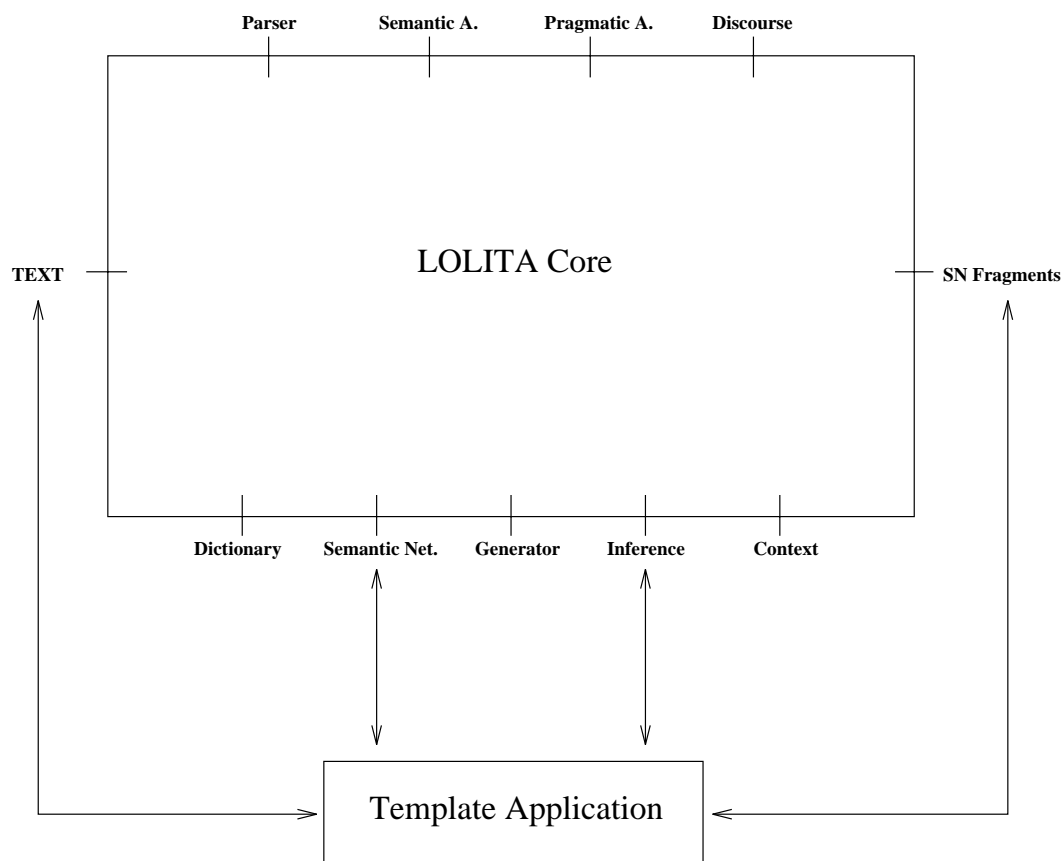 Parser Semantic A. Pragmatic A. Discourse
LOLITA Core
TEXT
SN Fragments
Dictionary Semantic Net. Generator Inference Context
Template Application